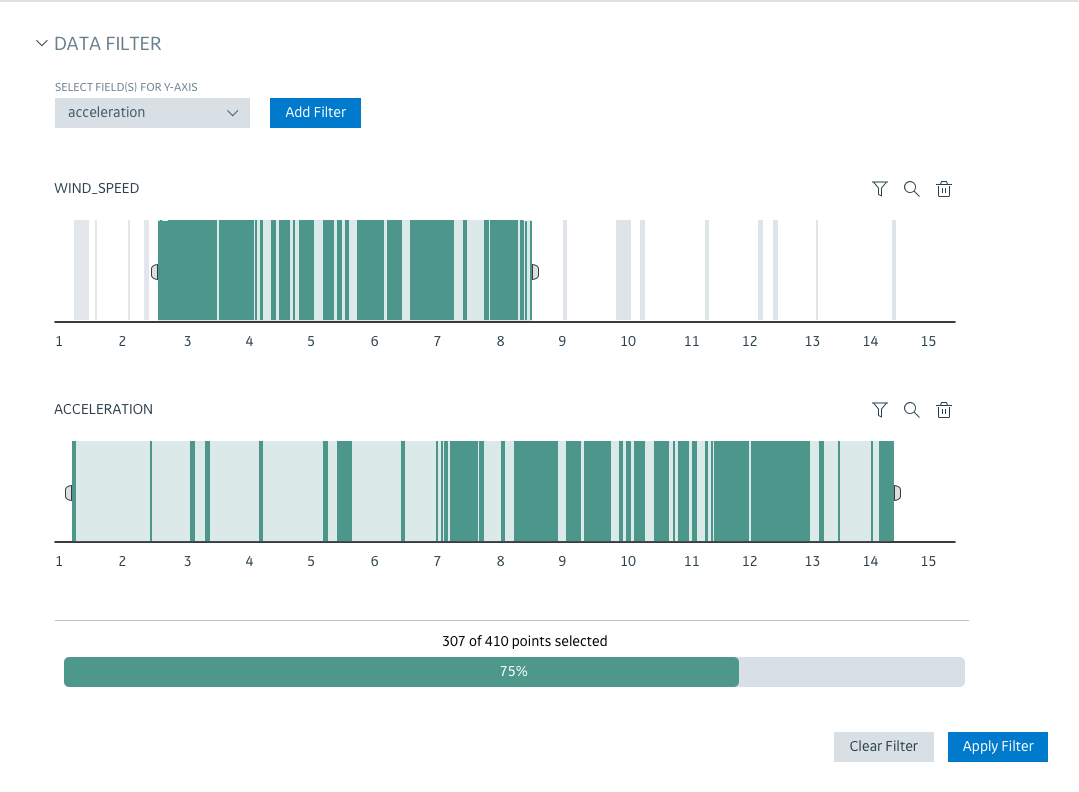 DATA FILTER
SELECT FIELD(S) FOR Y-AXIS
acceleration
Add Filter
WIND_SPEED
1 2 3 4 5 6 7 8 9 10 11 12 13 14 15
ACCELERATION
1 2 3 4 5 6 7 8 9 10 11 12 13 14 15
307 of 410 points selected
75%
Clear Filter
Apply Filter